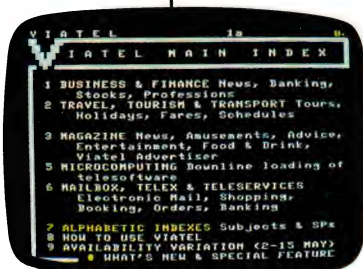 VIATEL 1a 0.
VIATEL MAIN INDEX
1 BUSINESS & FINANCE News, Banking,
Stocks, Professions
2 TRAVEL, TOURISM & TRANSPORT Tours,
Holidays, Fares, Schedules
3 MAGAZINE News, Amusements, Advice,
Entertainment, Food & Drink,
Viatel Advertiser
5 MICROCOMPUTING Downline loading of
telesoftware
6 MAILBOX, TELEX & TELESERVICES
Electronic Mail, Shopping,
Booking, Orders, Banking
7 ALPHABETIC INDEXES Subjects & SPs
8 HOW TO USE VIATEL
9 AVAILABILITY VARIATION (2-15 MAY)
0 WHAT'S NEW & SPECIAL FEATURE